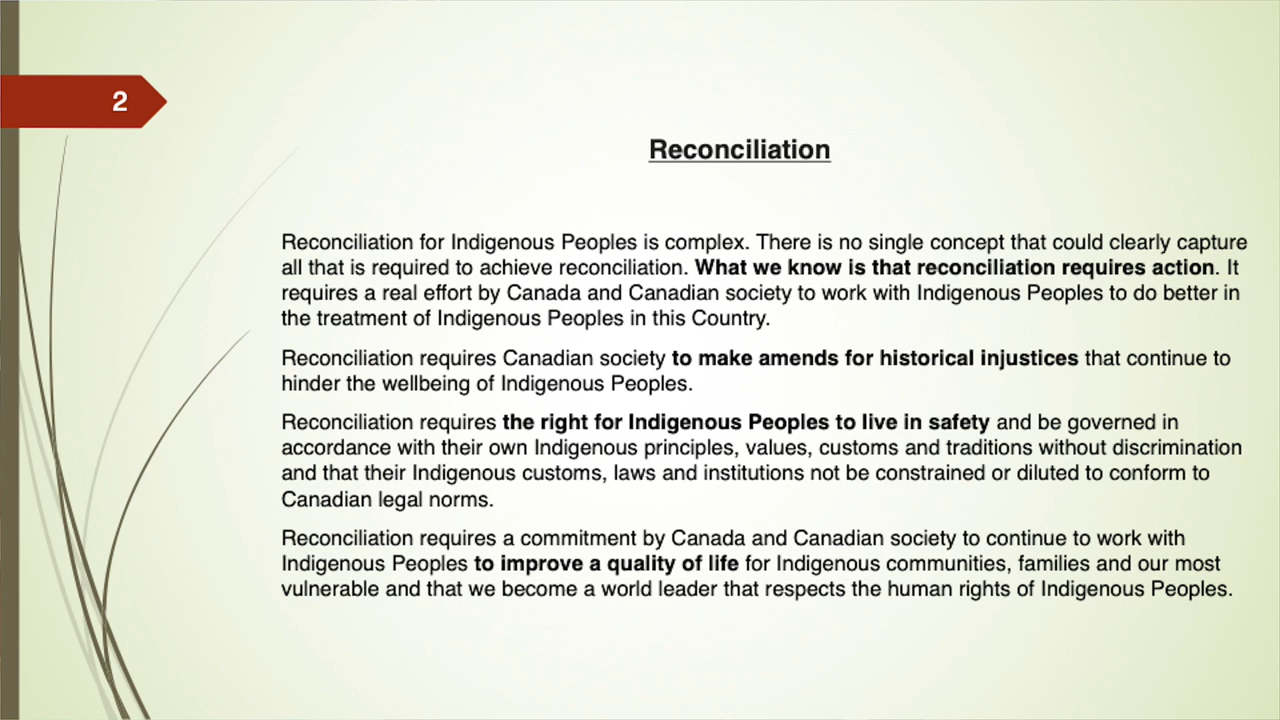 2
Reconciliation
Reconciliation for Indigenous Peoples is complex. There is no single concept that could clearly capture
all that is required to achieve reconciliation. What we know is that reconciliation requires action. It
requires a real effort by Canada and Canadian society to work with Indigenous Peoples to do better in
the treatment of Indigenous Peoples in this Country.
Reconciliation requires Canadian society to make amends for historical injustices that continue to
hinder the wellbeing of Indigenous Peoples.
Reconciliation requires the right for Indigenous Peoples to live in safety and be governed in
accordance with their own Indigenous principles, values, customs and traditions without discrimination
and that their Indigenous customs, laws and institutions not be constrained or diluted to conform to
Canadian legal norms.
Reconciliation requires a commitment by Canada and Canadian society to continue to work with
Indigenous Peoples to improve a quality of life for Indigenous communities, families and our most
vulnerable and that we become a world leader that respects the human rights of Indigenous Peoples.